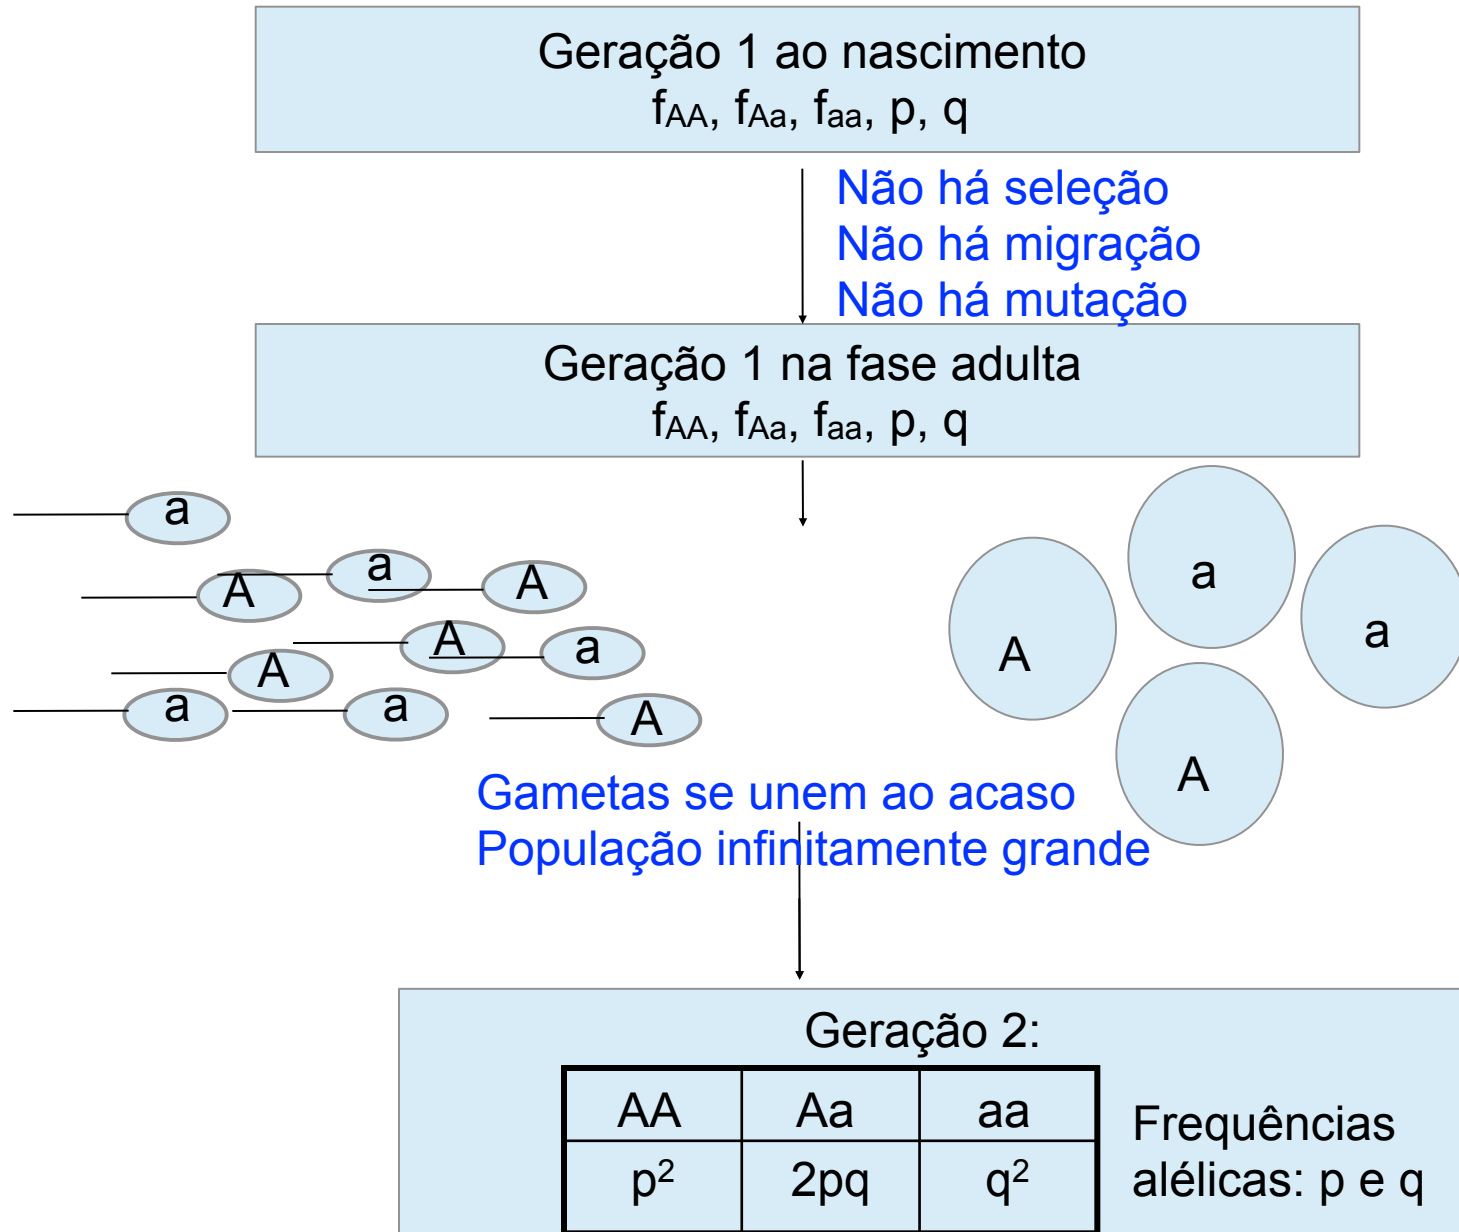 Geração 1 ao nascimento
fAA, fAa, faa, p, q
Não há seleção
Não há migração
Não há mutação
Geração 1 na fase adulta
fAA, fAa, faa, p, q
a
a
A
A
A
a
A
a
a
A
a
a
A
A
Gametas se unem ao acaso
População infinitamente grande
Geração 2:
AA Aa aa
p² 2pq q²
Frequências
alélicas: p e q